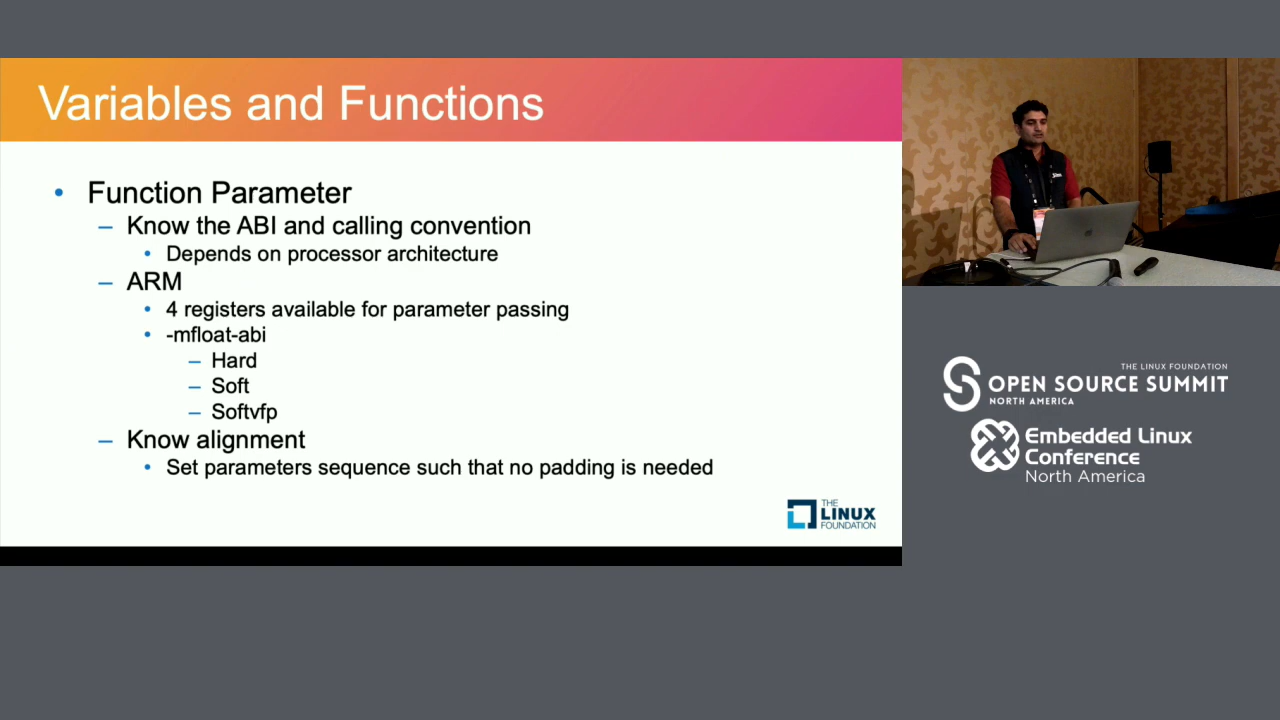 Variables and Functions
• Function Parameter
– Know the ABI and calling convention
• Depends on processor architecture
– ARM
• 4 registers available for parameter passing
• -mfloat-abi
– Hard
– Soft
– Softvfp
– Know alignment
• Set parameters sequence such that no padding is needed
THE
LINUX
FOUNDATION
THE LINUX FOUNDATION
OPEN SOURCE SUMMIT
NORTH AMERICA
Embedded Linux
Conference
North America